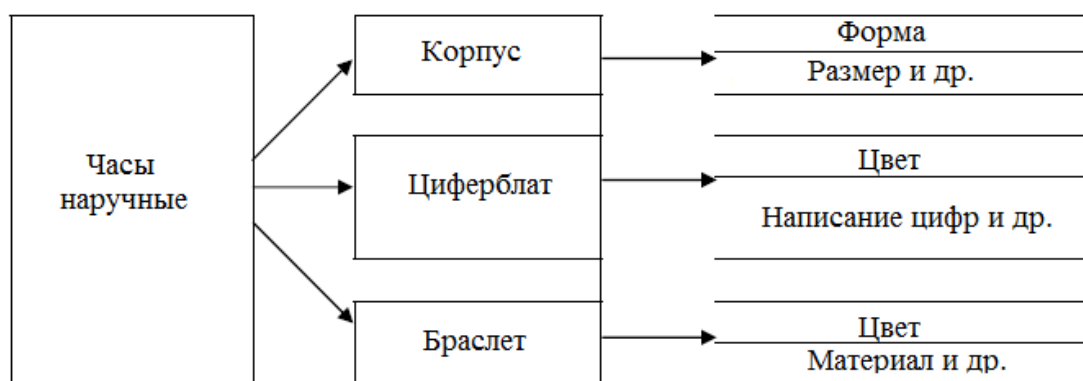 Часы
наручные
Корпус
Форма
Размер и др.
Циферблат
Цвет
Написание цифр и др.
Браслет
Цвет
Материал и др.